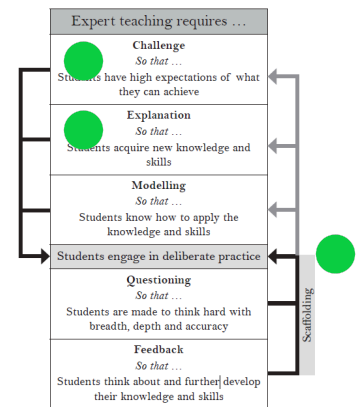 Expert teaching requires …
Challenge
So that …
Students have high expectations of what
they can achieve
Explanation
So that …
Students acquire new knowledge and
skills
Modelling
So that …
Students know how to apply the
knowledge and skills
Students engage in deliberate practice
Questioning
So that …
Students are made to think hard with
breadth, depth and accuracy
Feedback
So that …
Students think about and further develop
their knowledge and skills
Scaffolding